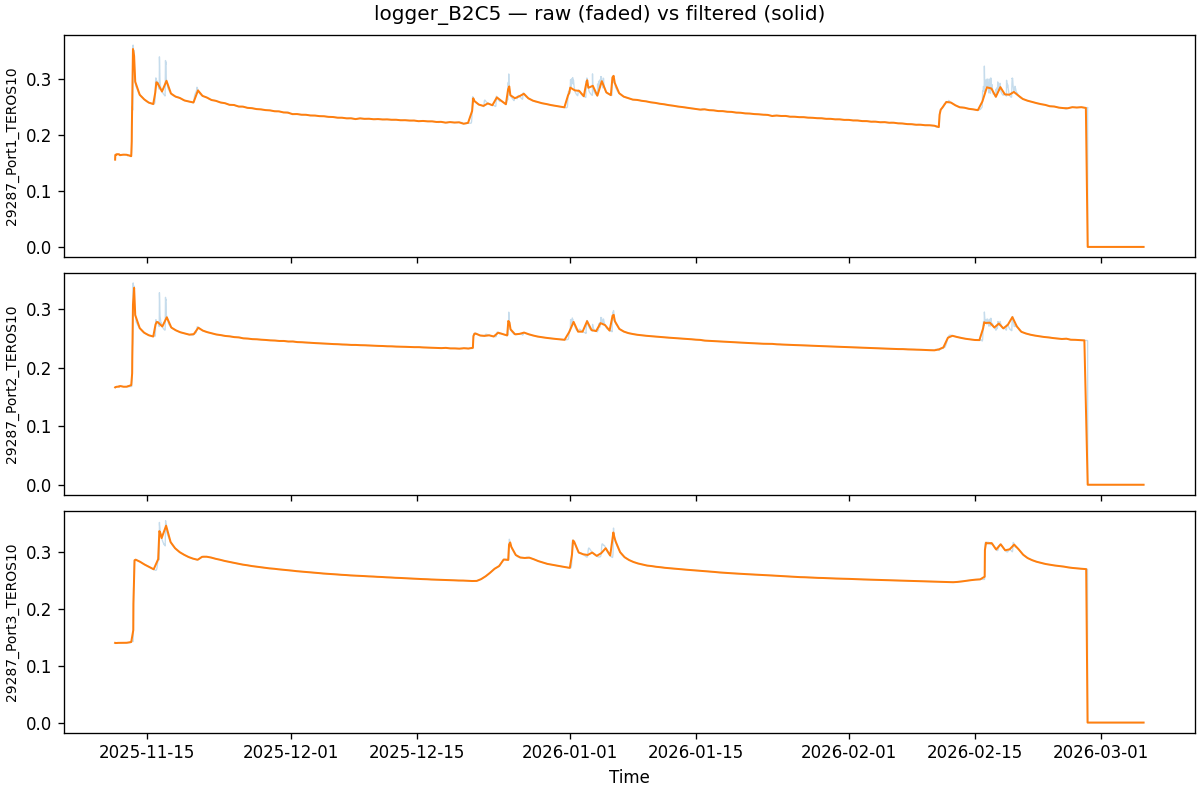 logger_B2C5 — raw (faded) vs filtered (solid)
29287_Port1_TEROS10
0.3
0.2
0.1
0.0
29287_Port2_TEROS10
0.3
0.2
0.1
0.0
29287_Port3_TEROS10
0.3
0.2
0.1
0.0
2025-11-15 2025-12-01 2025-12-15 2026-01-01 2026-01-15 2026-02-01 2026-02-15 2026-03-01
Time